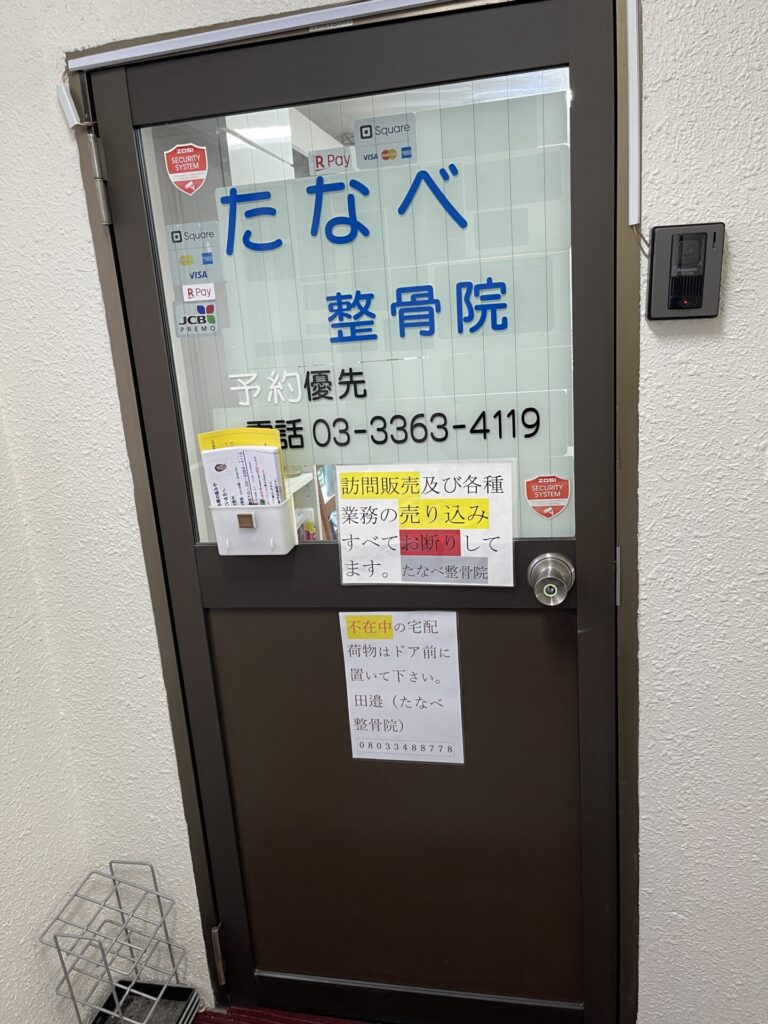 Square
R Pay
VISA
ZOSI
SECURITY
SYSTEM
たなべ
Square
VISA
R Pay
JCB
PREMO
整骨院
予約優先
電話 03-3363-4119
訪問販売及び各種
業務の売り込み
すべてお断りして
ます。たなべ整骨院
ZOSI
SECURITY
SYSTEM
不在中の宅配
荷物はドア前に
置いて下さい。
田邉（たなべ
整骨院）
08033488778
Panasonic